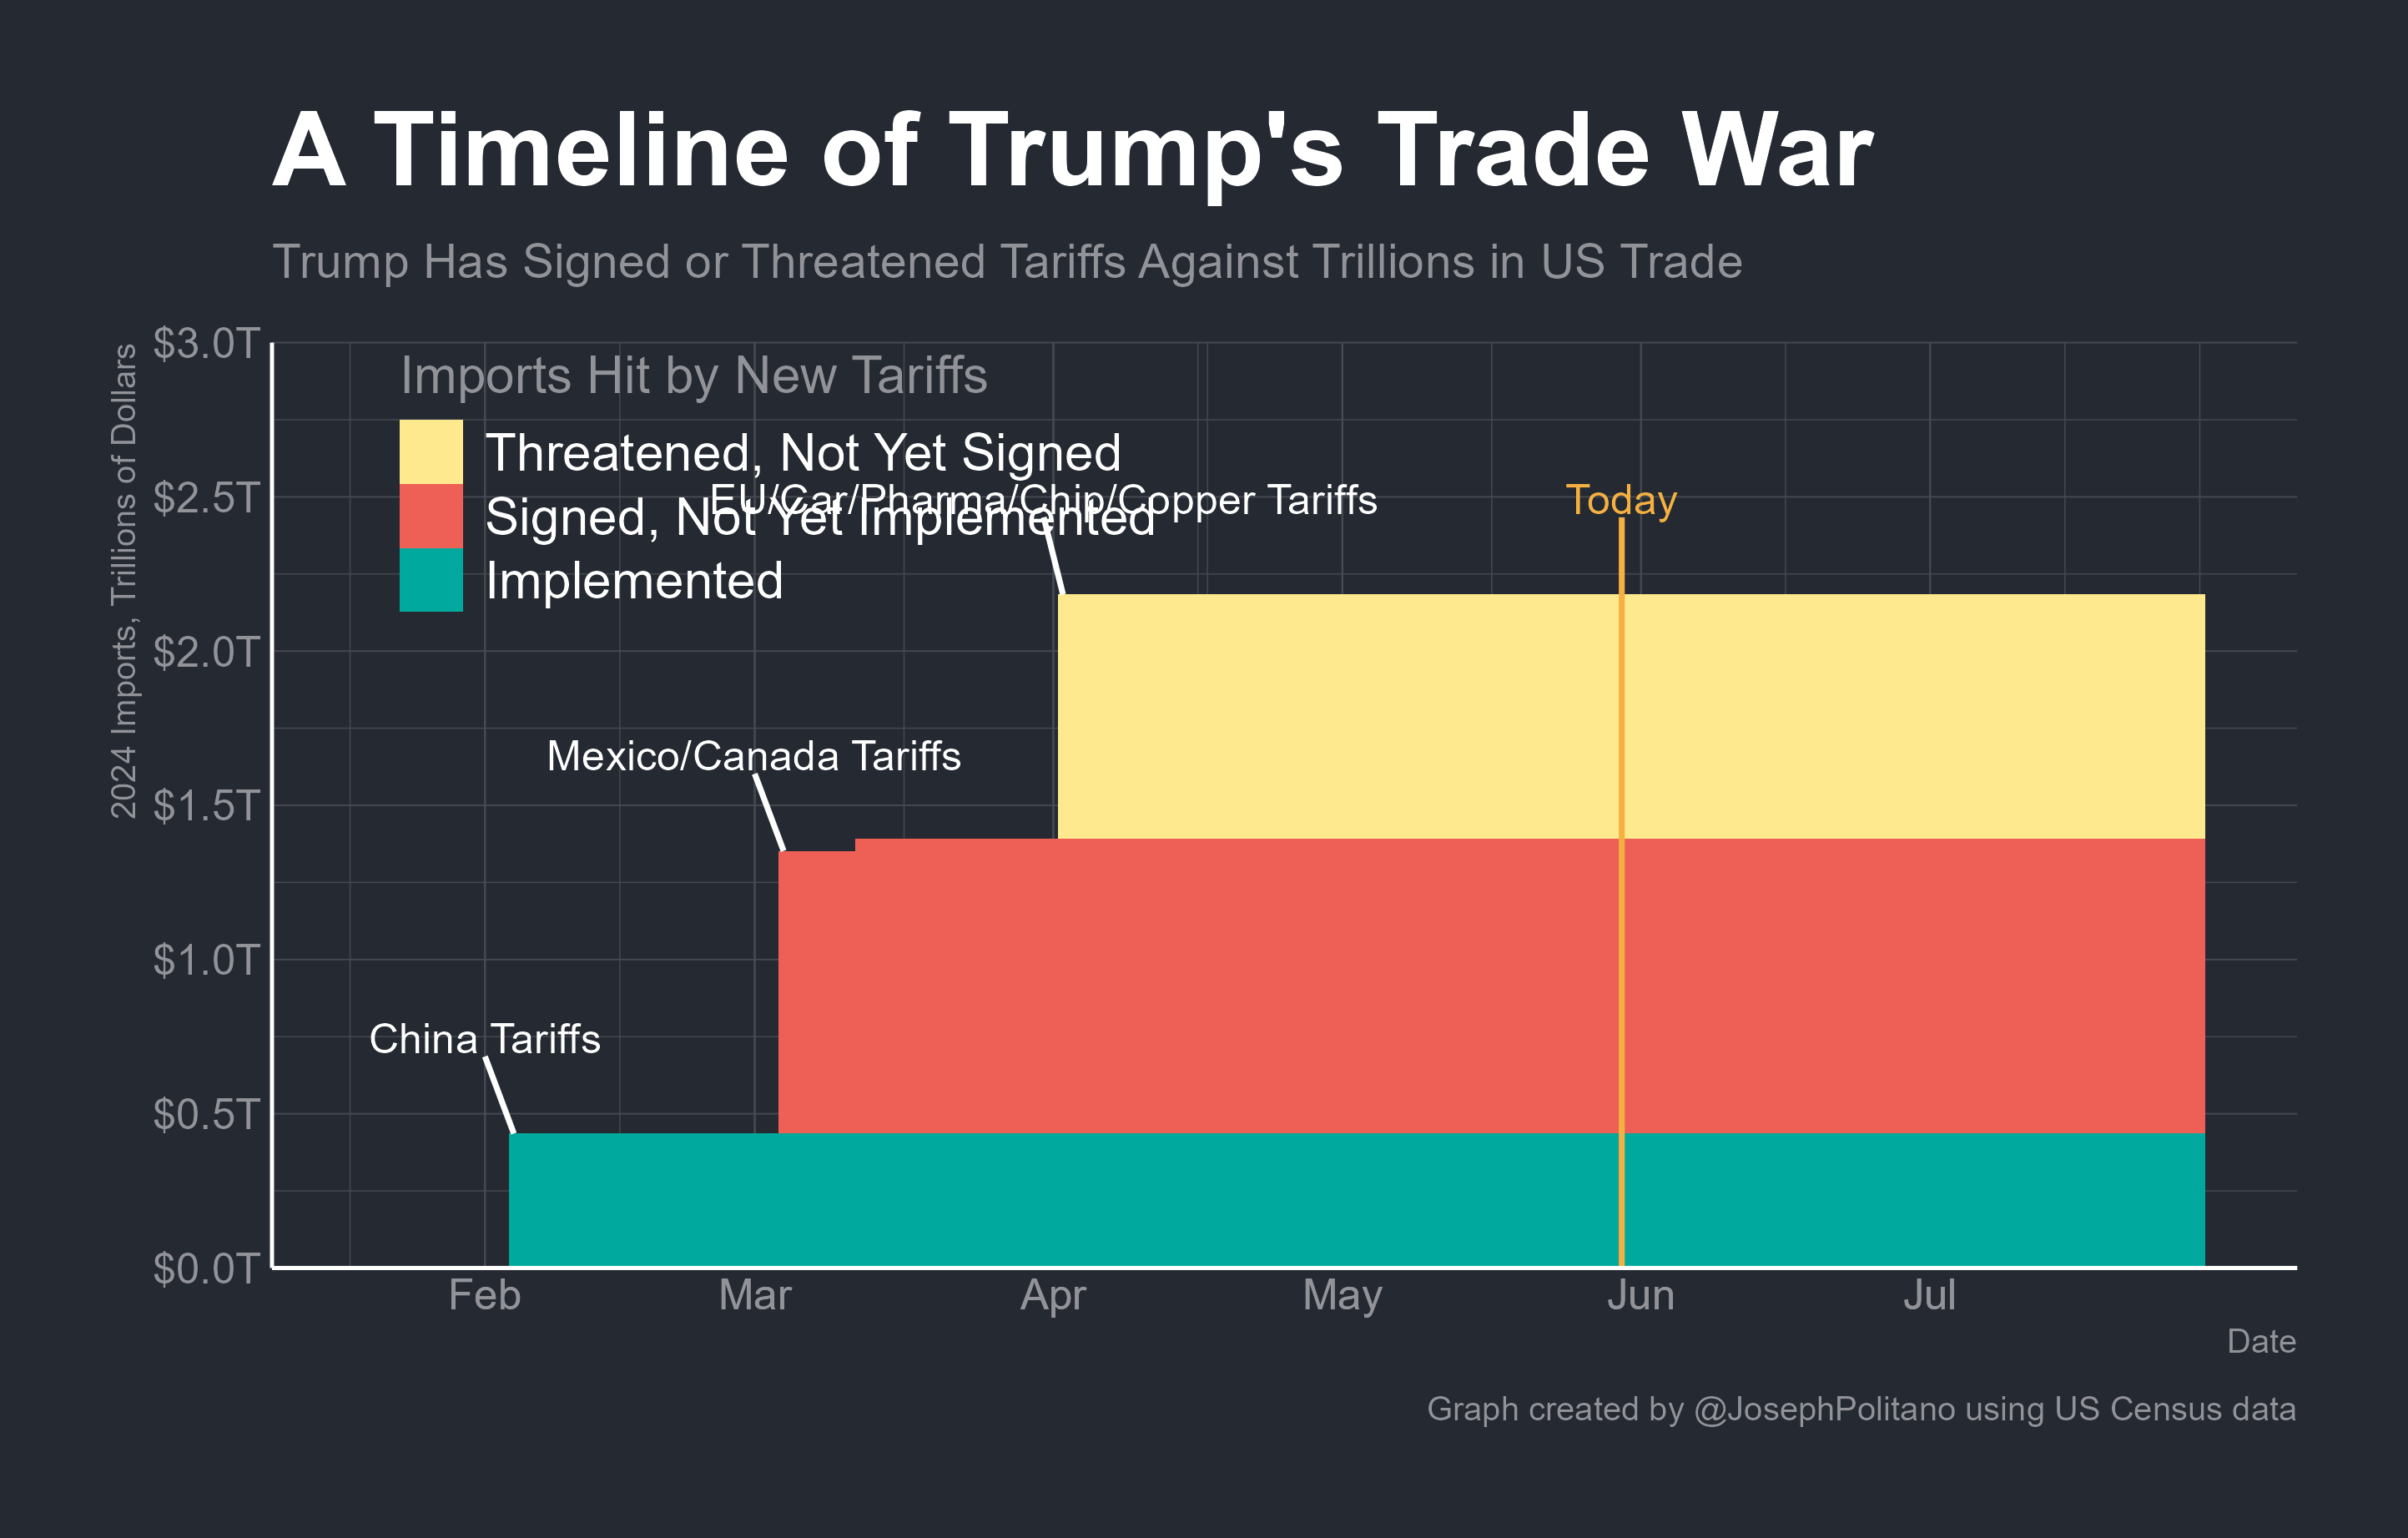 A Timeline of Trump's Trade War
Trump Has Signed or Threatened Tariffs Against Trillions in US Trade
2024 Imports, Trillions of Dollars
$3.0T
$2.5T
$2.0T
$1.5T
$1.0T
$0.5T
$0.0T
Imports Hit by New Tariffs
Threatened, Not Yet Signed
Signed, Not Yet Implemented
Implemented
EU/Car/Pharma/Chip/Copper Tariffs
Today
Mexico/Canada Tariffs
China Tariffs
Feb Mar Apr May Jun Jul
Date
Graph created by @JosephPolitano using US Census data